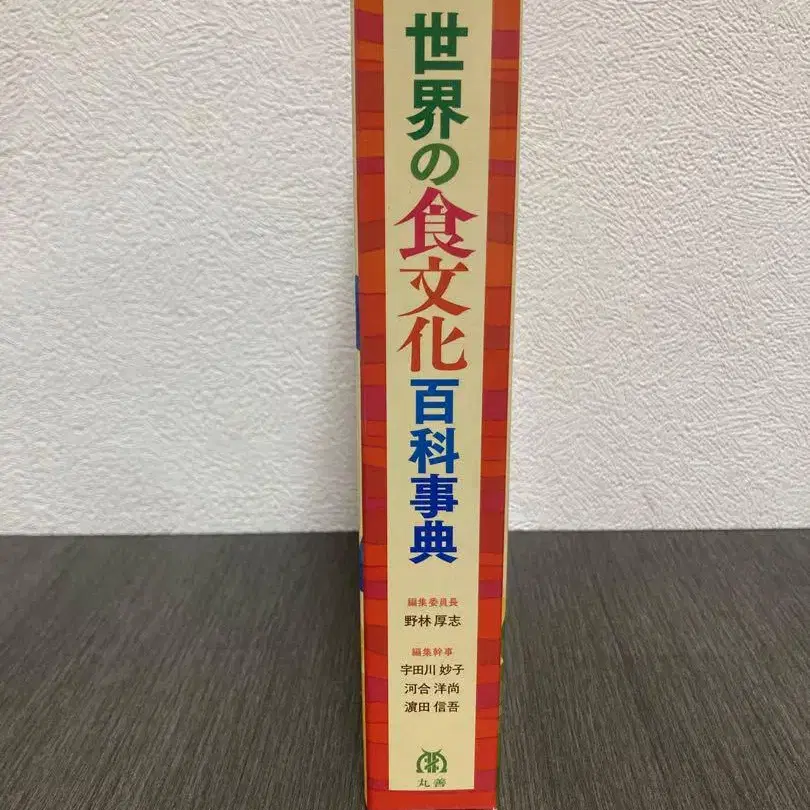 世界の食文化百科事典
編集委員長
野林 厚志
編集幹事
宇田川 妙子
河合 洋尚
濵田 信吾
丸善